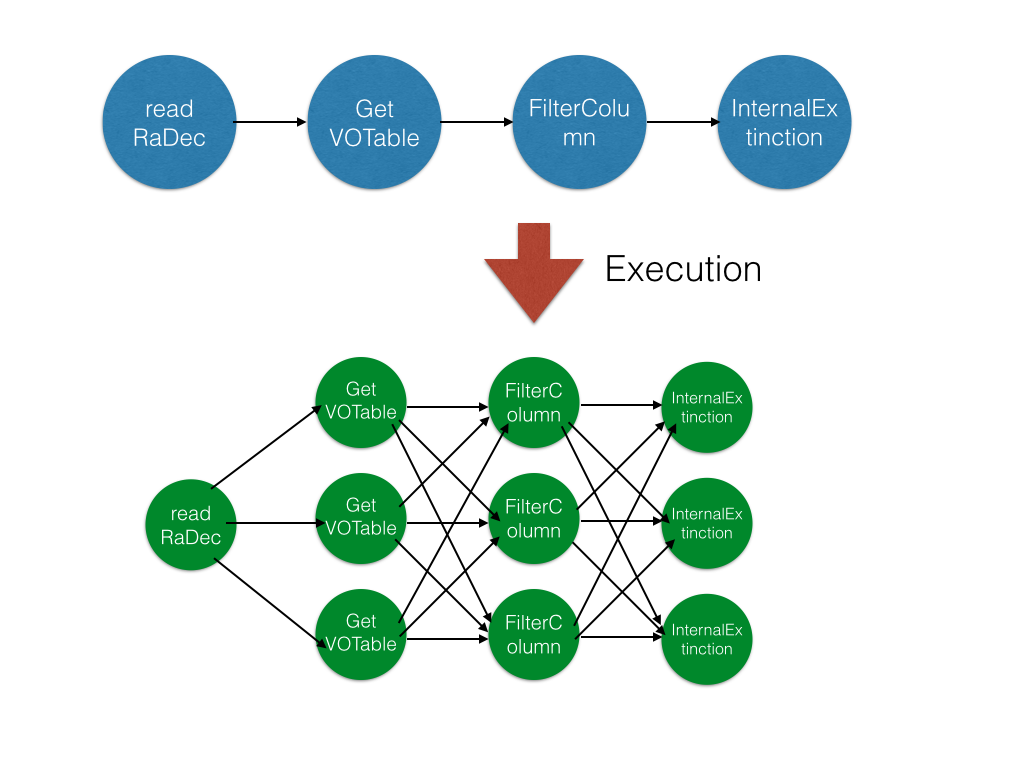 read
RaDec
Get
VOTable
FilterColu
mn
InternalEx
tinction
Execution
Get
VOTable
FilterC
olumn
InternalEx
tinction
read
RaDec
Get
VOTable
FilterC
olumn
InternalEx
tinction
Get
VOTable
FilterC
olumn
InternalEx
tinction